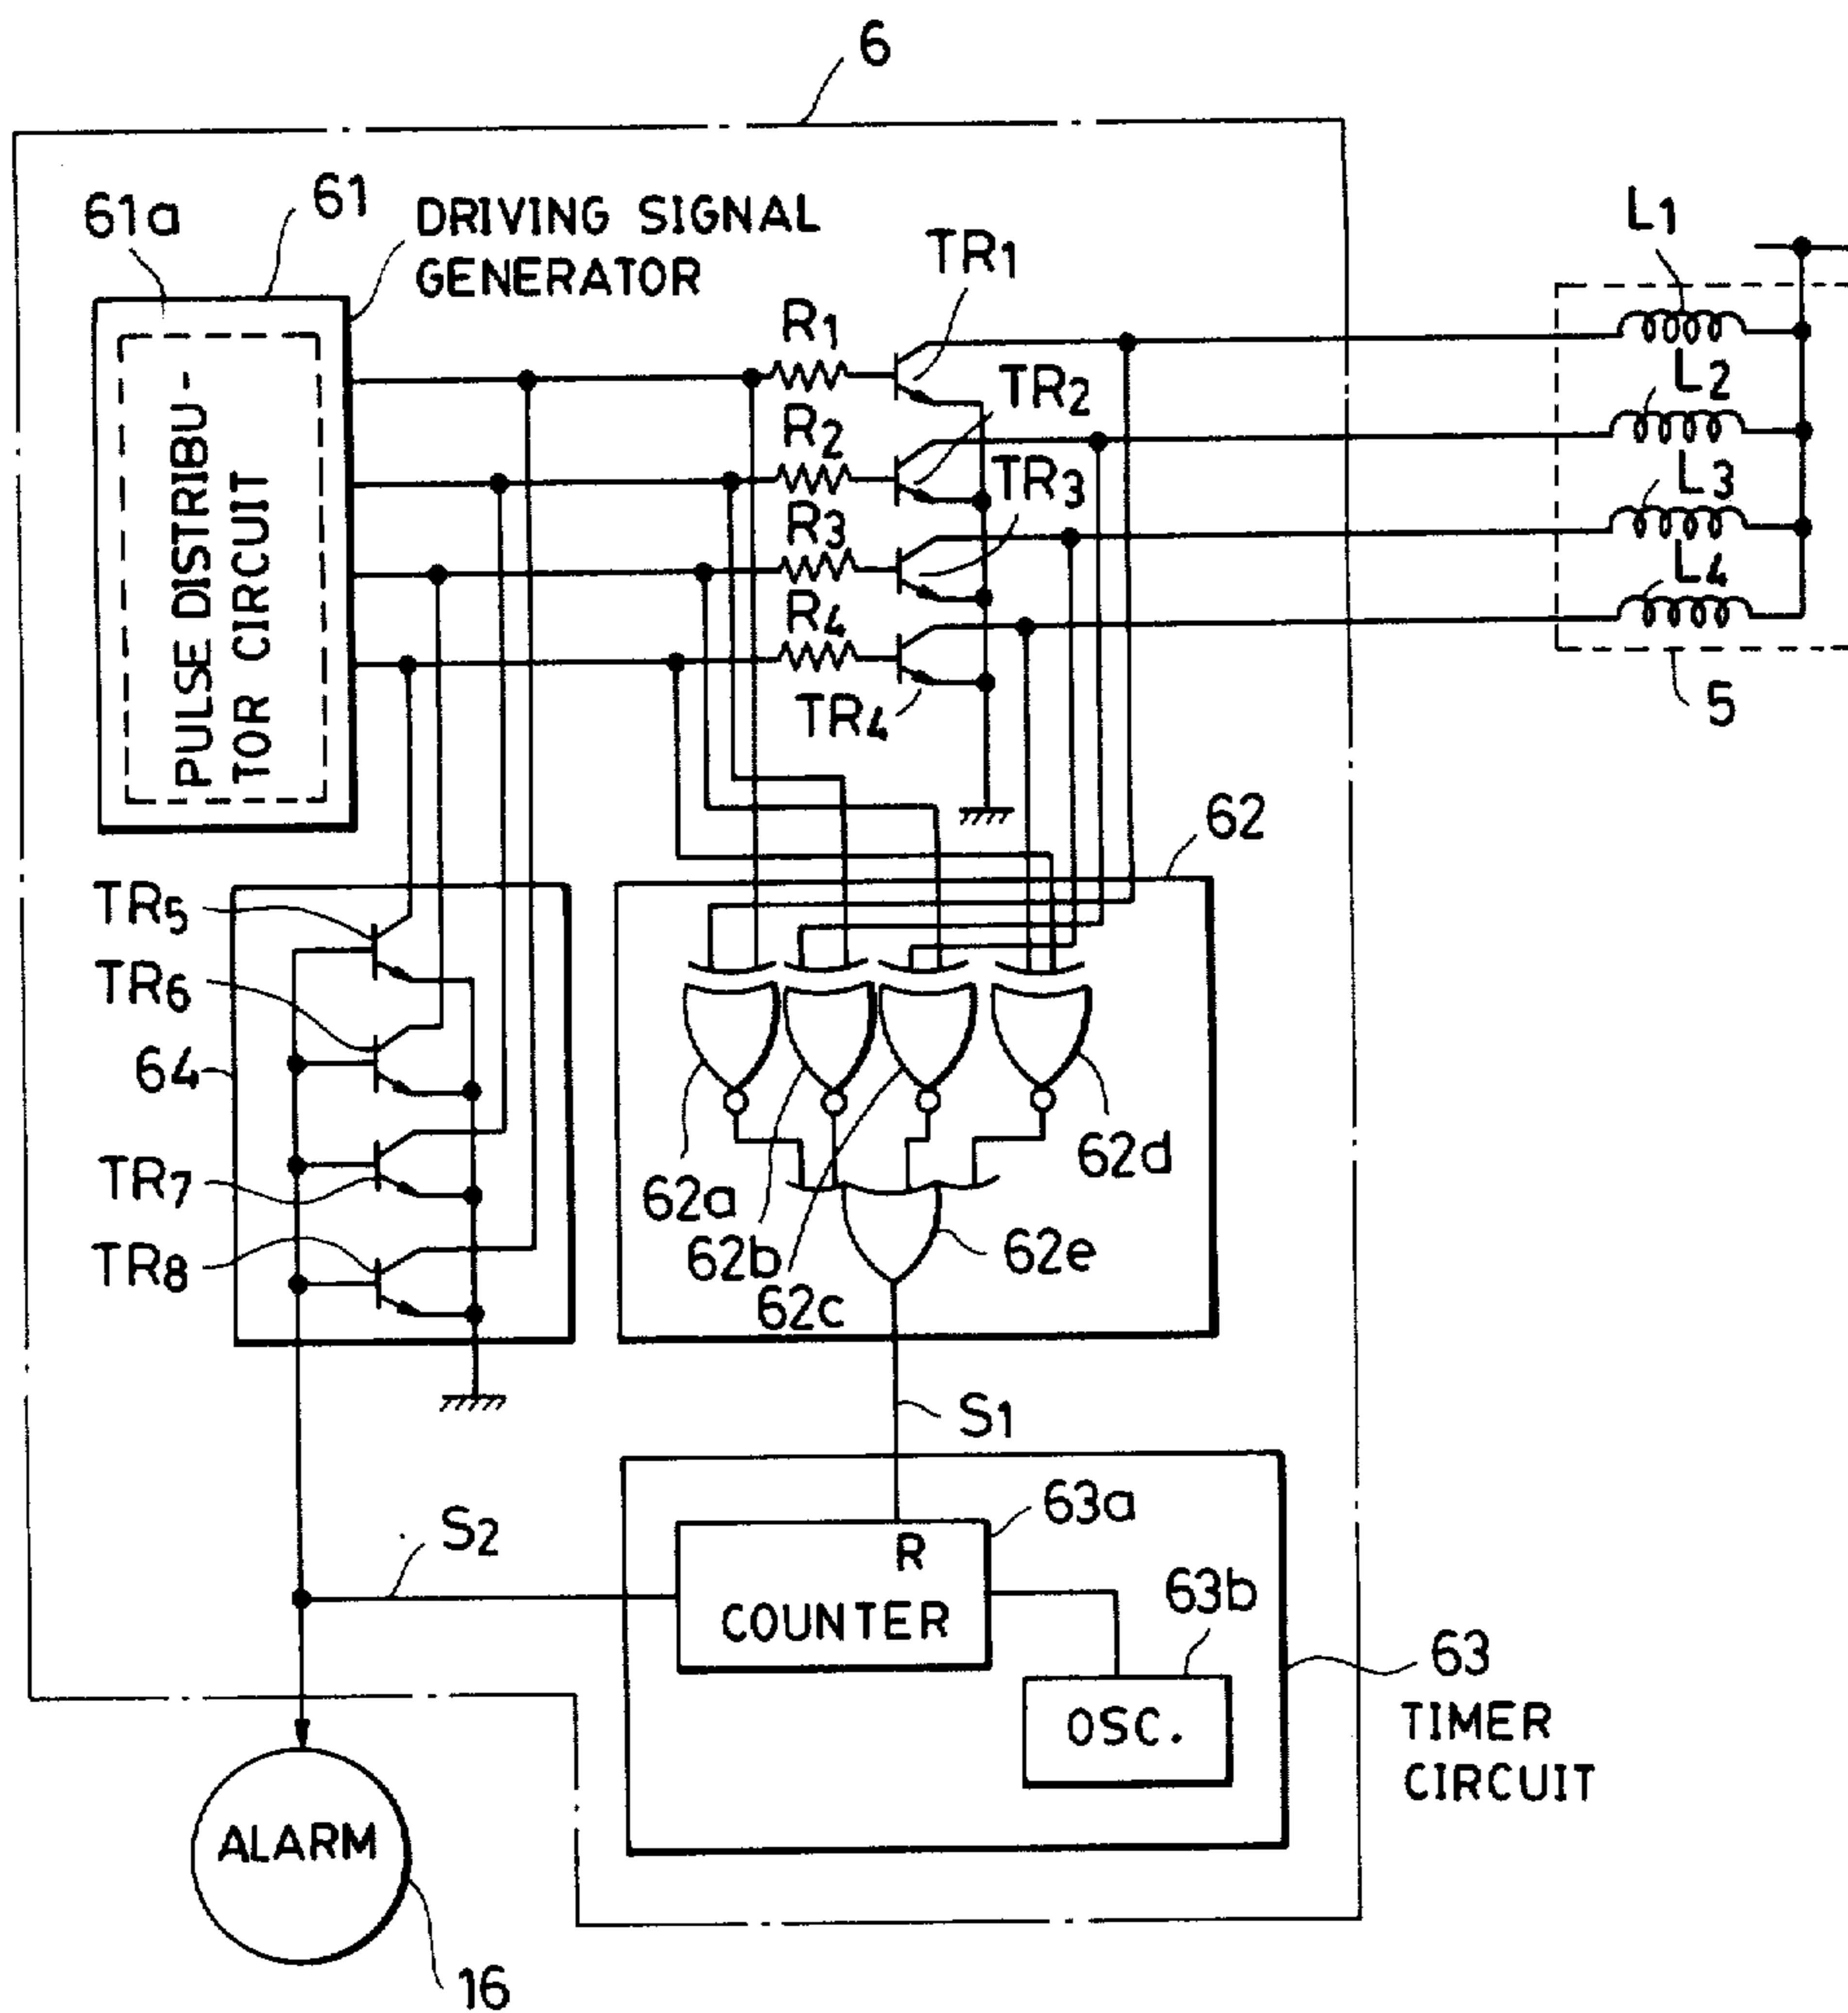 6
61a
61
DRIVING SIGNAL
GENERATOR
PULSE DISTRIBU-
TOR CIRCUIT
R1
R2
R3
R4
TR1
TR2
TR3
TR4
L1
L2
L3
L4
5
62
TR5
TR6
64
TR7
TR8
62a
62b
62c
62d
62e
S1
S2
63a
R
COUNTER
63b
OSC.
63
TIMER
CIRCUIT
ALARM
16